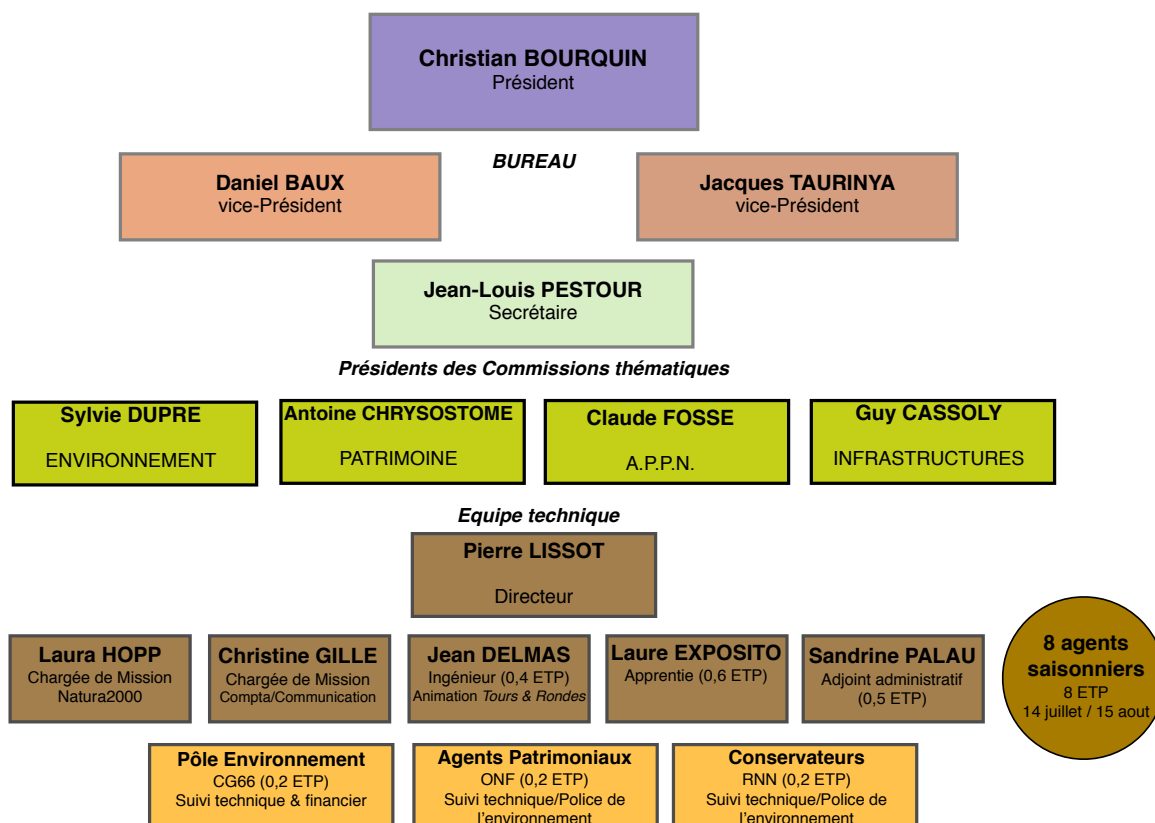 Christian BOURQUIN
Président
BUREAU
Daniel BAUX
vice-Président
Jacques TAURINYA
vice-Président
Jean-Louis PESTOUR
Secrétaire
Présidents des Commissions thématiques
Sylvie DUPRE
ENVIRONNEMENT
Antoine CHRYSOSTOME
PATRIMOINE
Claude FOSSE
A.P.P.N.
Guy CASSOLY
INFRASTRUCTURES
Equipe technique
Pierre LISSOT
Directeur
Laura HOPP
Chargée de Mission
Natura2000
Christine GILLE
Chargée de Mission
Compta/Communication
Jean DELMAS
Ingénieur (0,4 ETP)
Animation Tours & Rondes
Laure EXPOSITO
Apprentie (0,6 ETP)
Sandrine PALAU
Adjoint administratif
(0,5 ETP)
8 agents
saisonniers
8 ETP
14 juillet / 15 aout
Pôle Environnement
CG66 (0,2 ETP)
Suivi technique & financier
Agents Patrimoniaux
ONF (0,2 ETP)
Suivi technique/Police de
l'environnement
Conservateurs
RNN (0,2 ETP)
Suivi technique/Police de
l'environnement